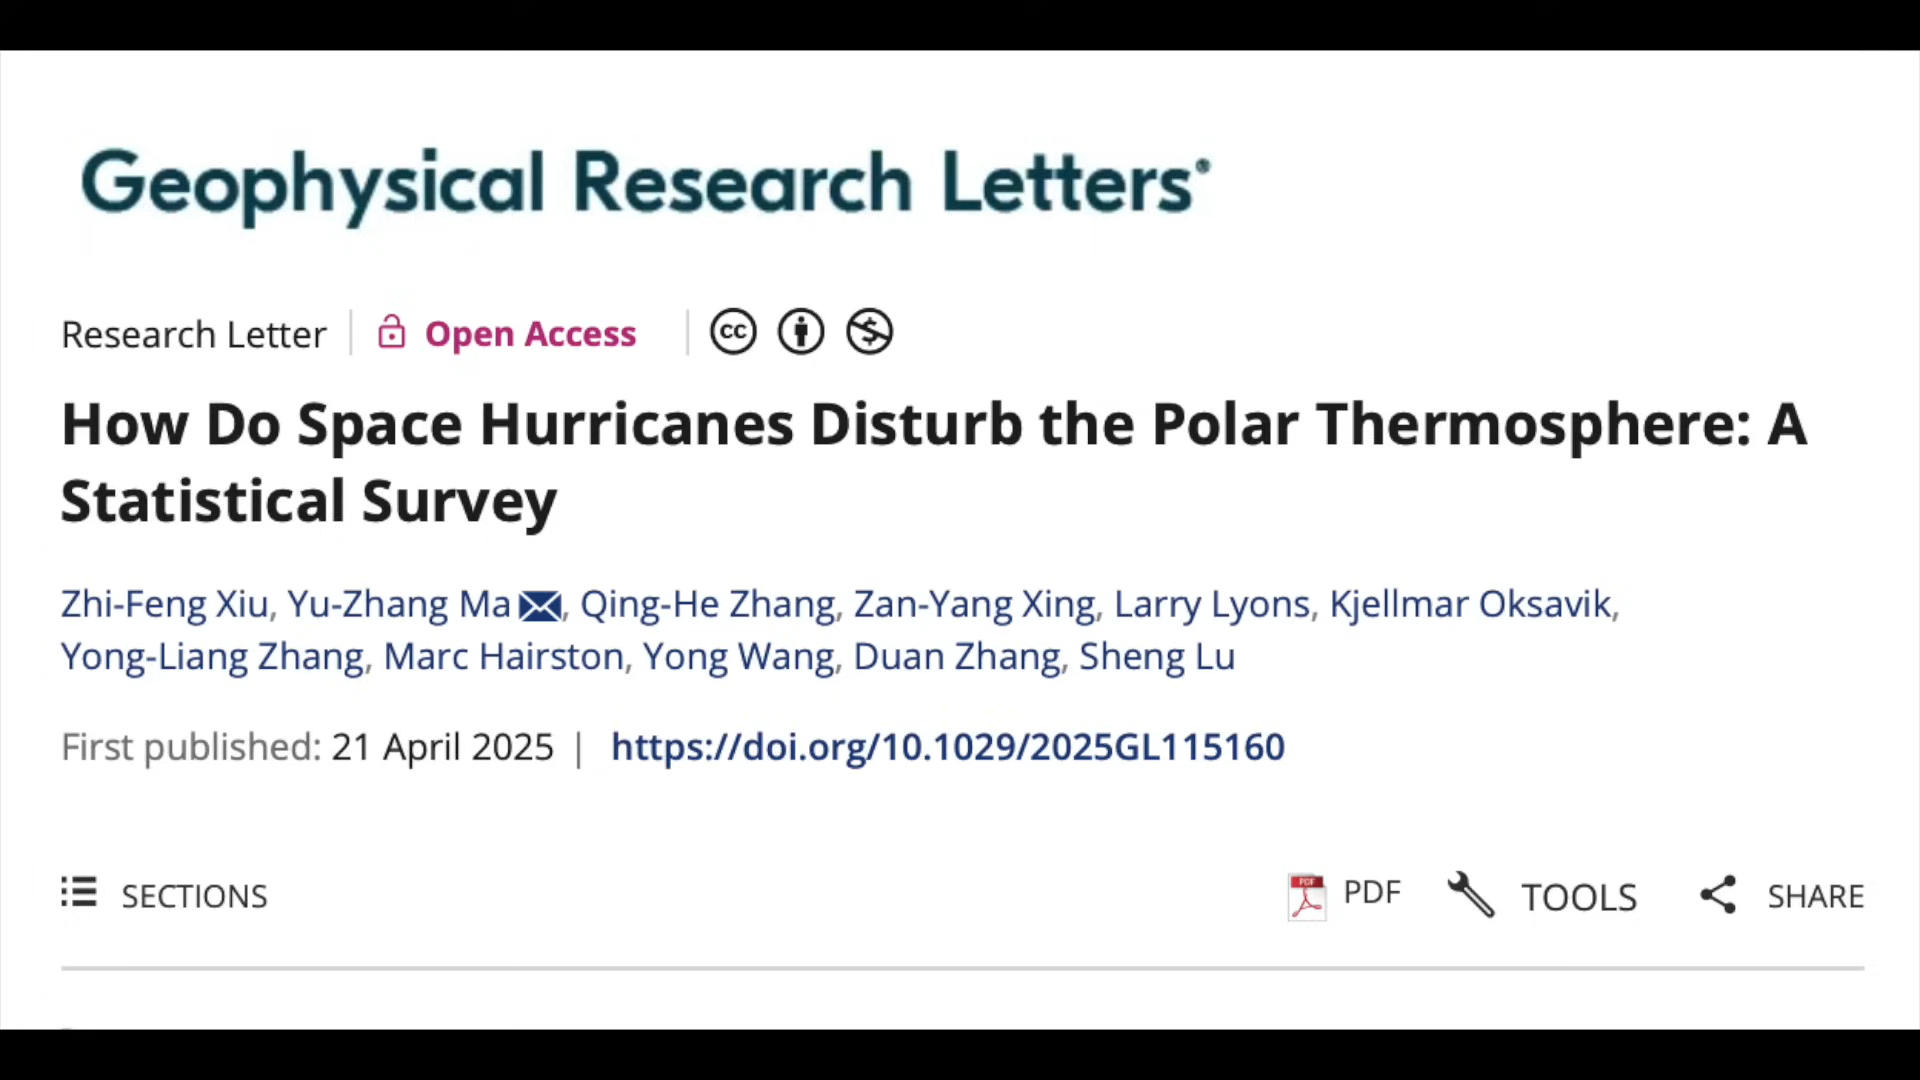 Geophysical Research Letters®
Research Letter | Open Access | cc
How Do Space Hurricanes Disturb the Polar Thermosphere: A
Statistical Survey
Zhi-Feng Xiu, Yu-Zhang Ma, Qing-He Zhang, Zan-Yang Xing, Larry Lyons, Kjellmar Oksavik,
Yong-Liang Zhang, Marc Hairston, Yong Wang, Duan Zhang, Sheng Lu
First published: 21 April 2025 | https://doi.org/10.1029/2025GL115160
SECTIONS PDF PDF TOOLS SHARE